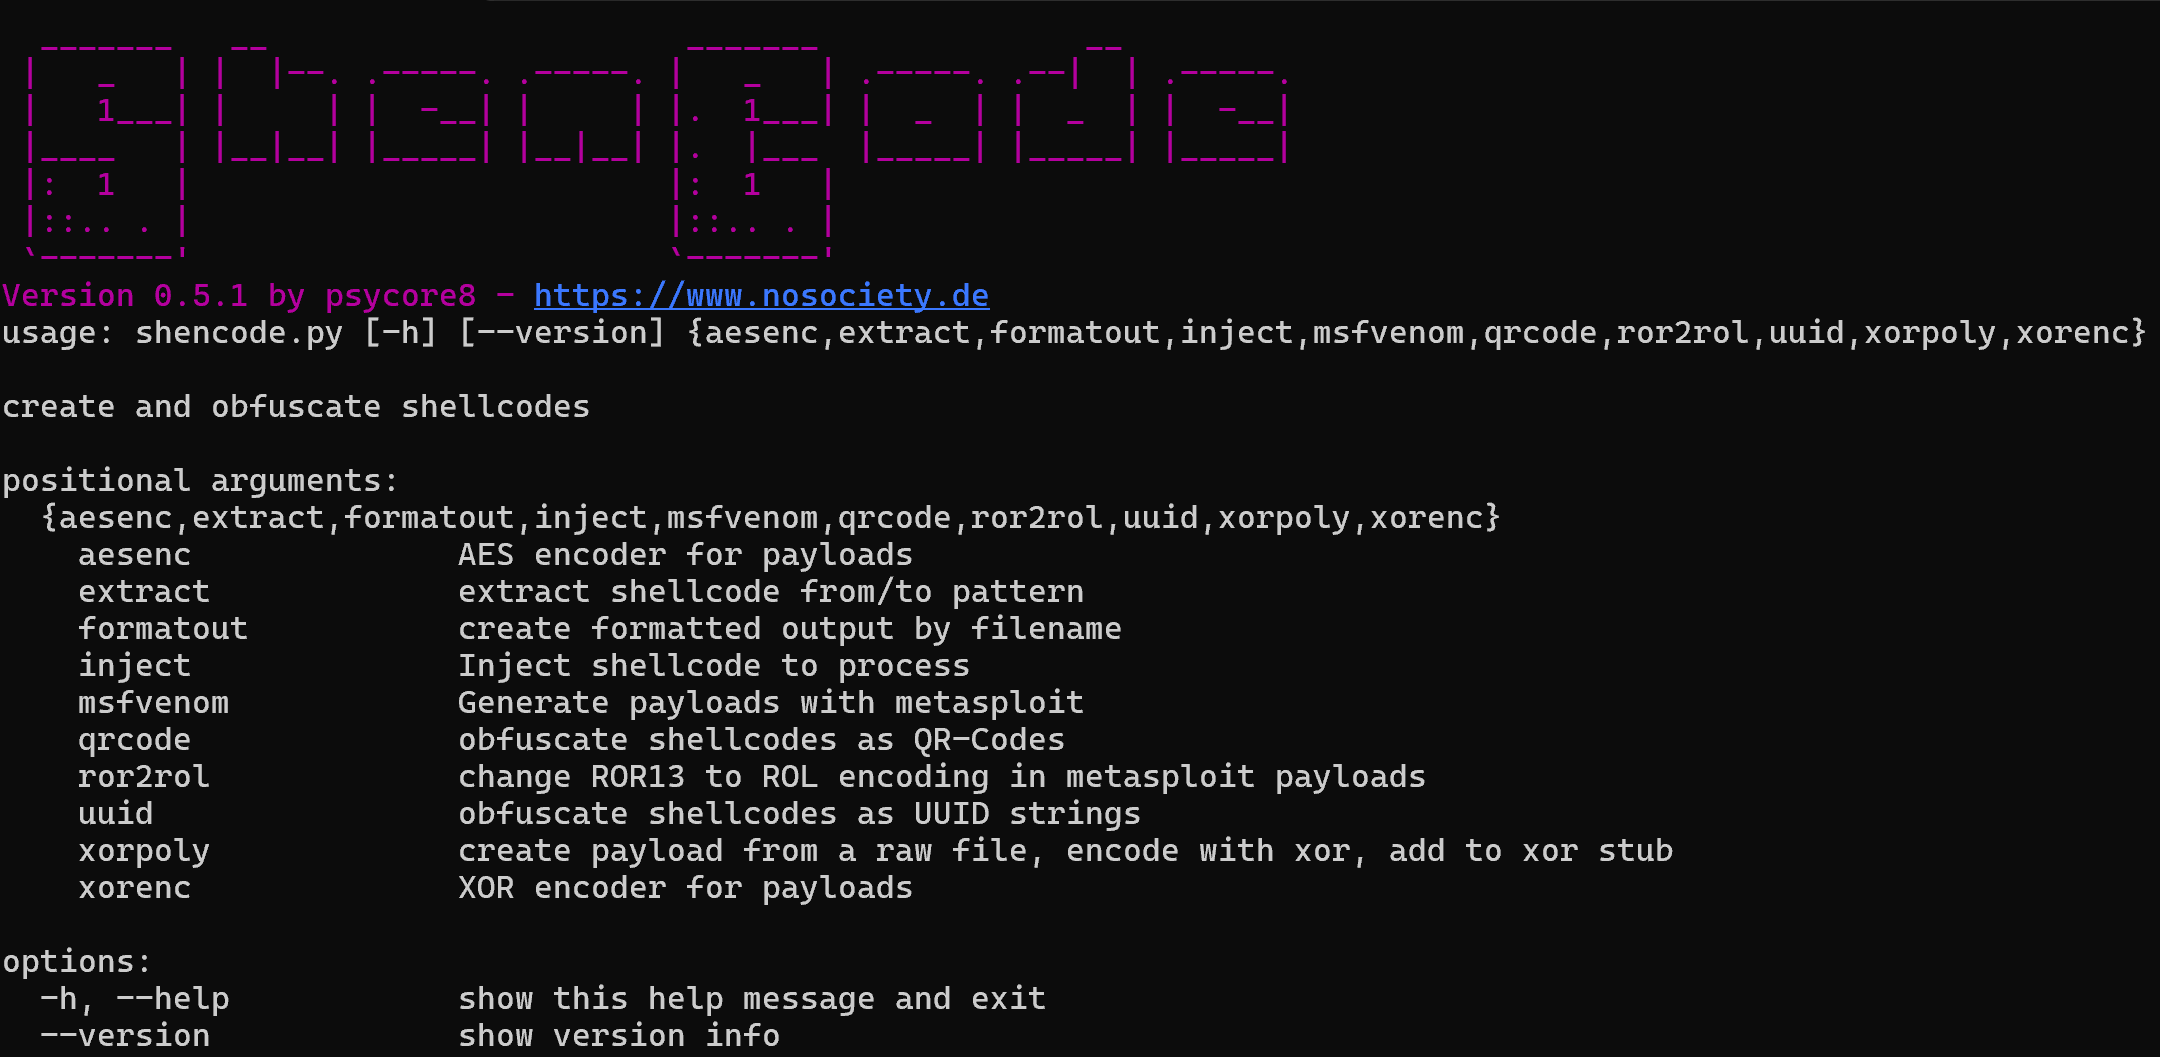 ShenCode
Version 0.5.1 by psycore8 - https://www.nosociety.de
usage: shencode.py [-h] [--version] {aesenc,extract,formatout,inject,msfvenom,qrcode,ror2rol,uuid,xorpoly,xorenc}
create and obfuscate shellcodes
positional arguments:
{aesenc,extract,formatout,inject,msfvenom,qrcode,ror2rol,uuid,xorpoly,xorenc}
aesenc AES encoder for payloads
extract extract shellcode from/to pattern
formatout create formatted output by filename
inject Inject shellcode to process
msfvenom Generate payloads with metasploit
qrcode obfuscate shellcodes as QR-Codes
ror2rol change ROR13 to ROL encoding in metasploit payloads
uuid obfuscate shellcodes as UUID strings
xorpoly create payload from a raw file, encode with xor, add to xor stub
xorenc XOR encoder for payloads
options:
-h, --help show this help message and exit
--version show version info